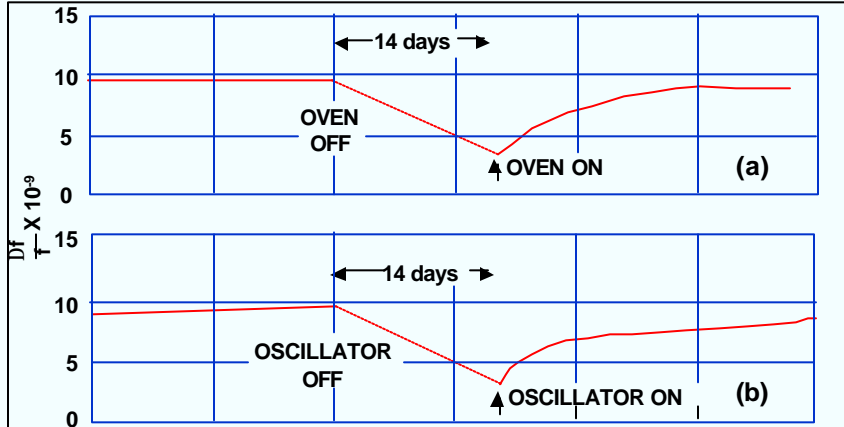 15
14 days
10
OVEN
OFF
5
OVEN ON
(a)
0
Df
f
X 10-9
15
14 days
10
OSCILLATOR
OFF
5
OSCILLATOR ON
(b)
0